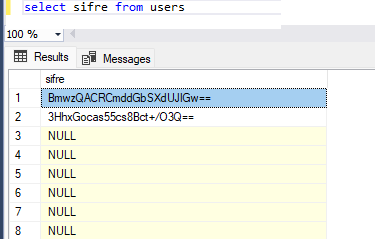 select sifre from users
100 %
Results Messages
sifre
1 BmwzQACRCmddGbSXdUJlGw==
2 3HhxGocas55cs8Bct+/O3Q==
3 NULL
4 NULL
5 NULL
6 NULL
7 NULL
8 NULL